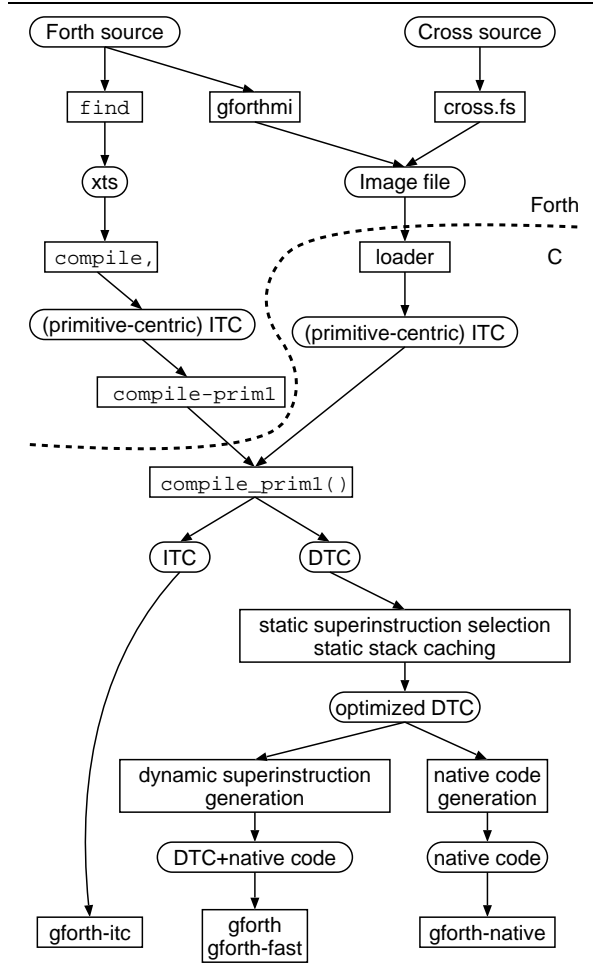 Forth source
Cross source
find
gforthmi
cross.fs
xts
Image file
Forth
compile,
loader
C
(primitive-centric) ITC
(primitive-centric) ITC
compile-prim1
compile_prim1()
ITC
DTC
static superinstruction selection
static stack caching
optimized DTC
dynamic superinstruction
generation
native code
generation
DTC+native code
native code
gforth-itc
gforth
gforth-fast
gforth-native